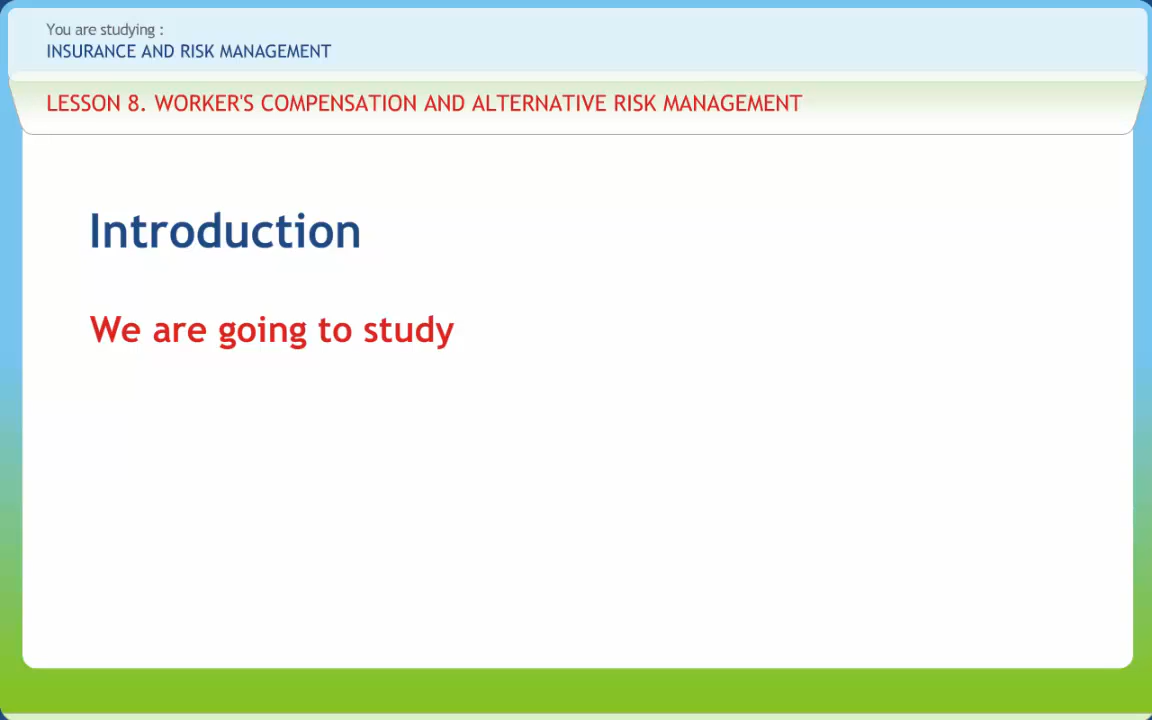 You are studying :
INSURANCE AND RISK MANAGEMENT
LESSON 8. WORKER'S COMPENSATION AND ALTERNATIVE RISK MANAGEMENT
Introduction
We are going to study